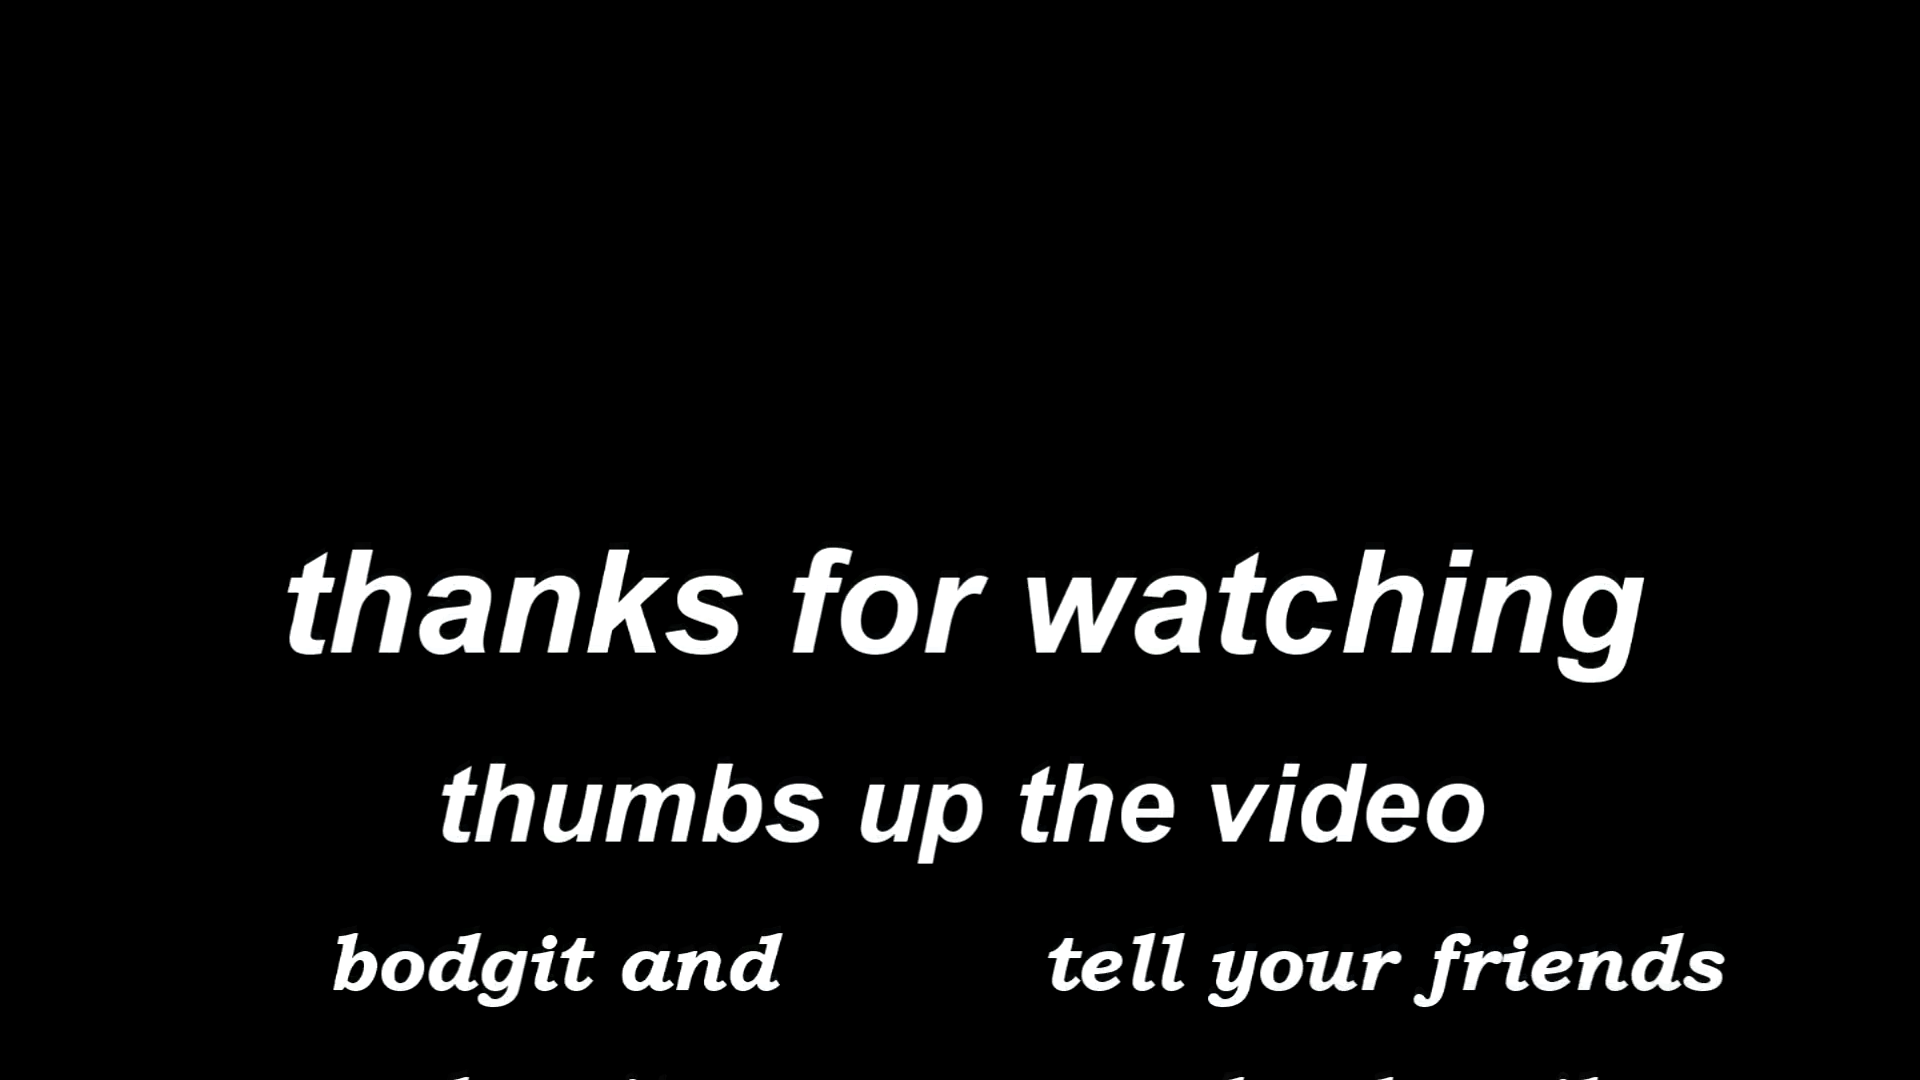 thanks for watching
thumbs up the video
bodgit and tell your friends